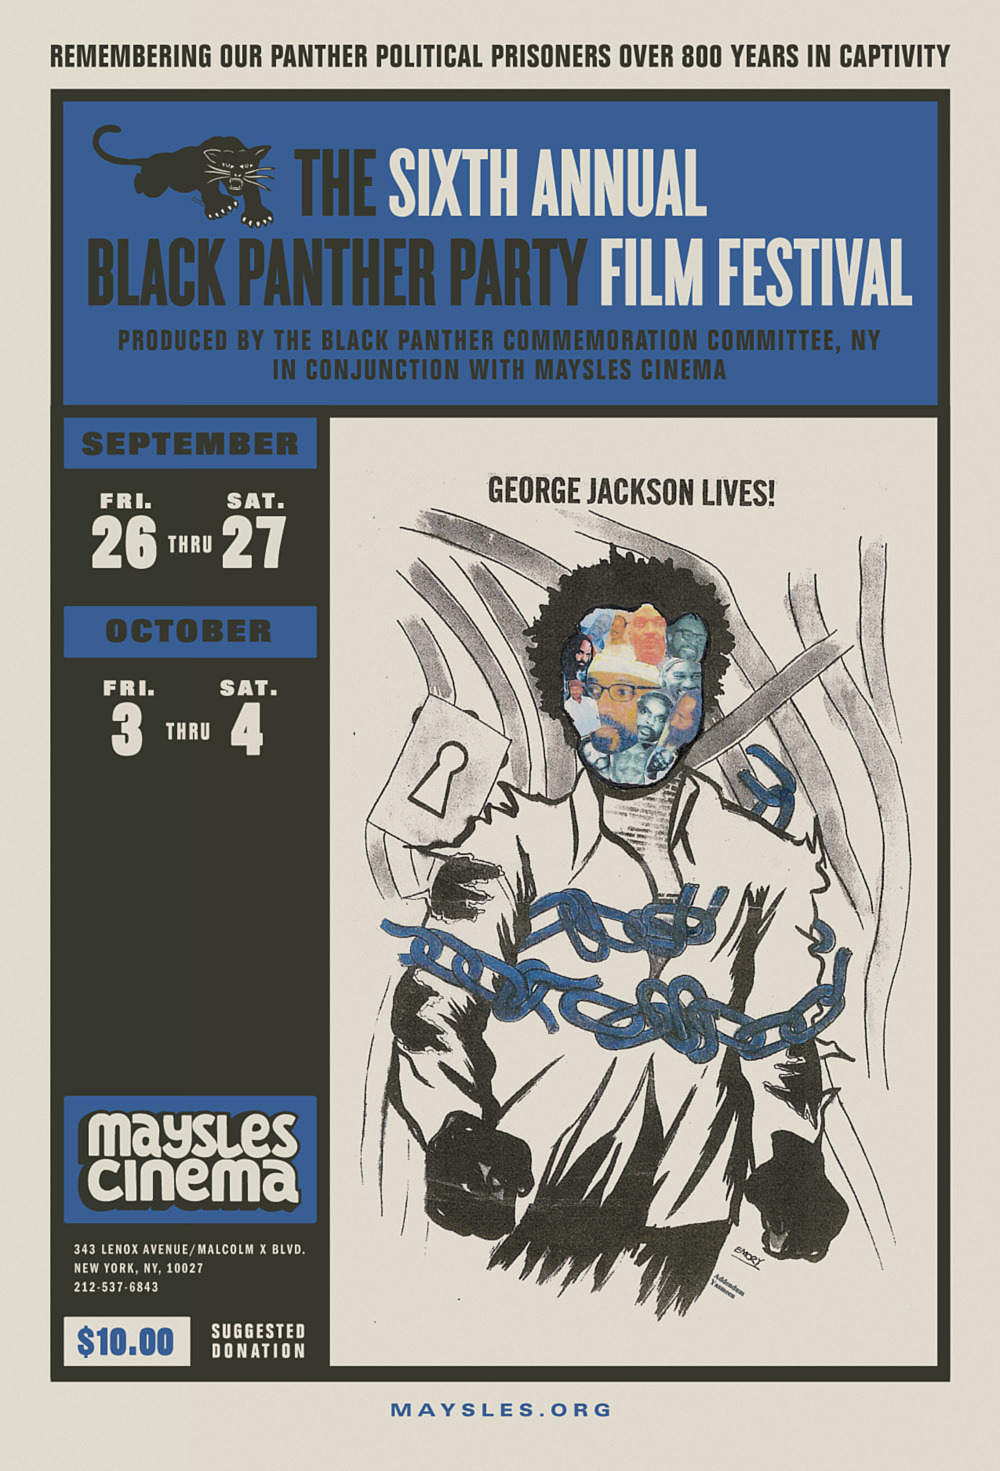 REMEMBERING OUR PANTHER POLITICAL PRISONERS OVER 800 YEARS IN CAPTIVITY
THE SIXTH ANNUAL
BLACK PANTHER PARTY FILM FESTIVAL
PRODUCED BY THE BLACK PANTHER COMMEMORATION COMMITTEE, NY
IN CONJUNCTION WITH MAYSLES CINEMA
SEPTEMBER
FRI. SAT.
26 THRU 27
OCTOBER
FRI. SAT.
3 THRU 4
GEORGE JACKSON LIVES!
EMORY
Addendum
Yasmeen
maysles
cinema
343 LENOX AVENUE/MALCOLM X BLVD.
NEW YORK, NY, 10027
212-537-6843
$10.00
SUGGESTED
DONATION
MAYSLES.ORG